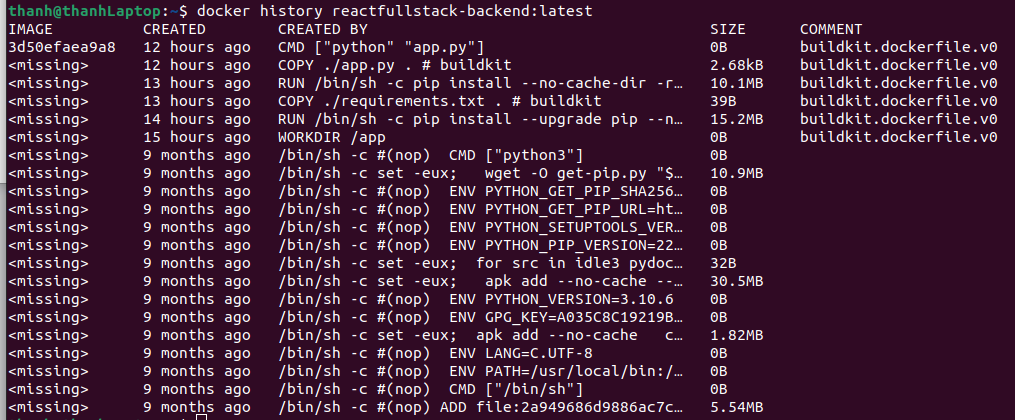 thanh@thanhLaptop:~$ docker history reactfullstack-backend:latest
IMAGE          CREATED        CREATED BY                                      SIZE      COMMENT
3d50efaea9a8   12 hours ago   CMD ["python" "app.py"]                         0B        buildkit.dockerfile.v0
<missing>      12 hours ago   COPY ./app.py . # buildkit                      2.68kB    buildkit.dockerfile.v0
<missing>      13 hours ago   RUN /bin/sh -c pip install --no-cache-dir -r…   10.1MB    buildkit.dockerfile.v0
<missing>      13 hours ago   COPY ./requirements.txt . # buildkit            39B       buildkit.dockerfile.v0
<missing>      14 hours ago   RUN /bin/sh -c pip install --upgrade pip --n…   15.2MB    buildkit.dockerfile.v0
<missing>      15 hours ago   WORKDIR /app                                    0B        buildkit.dockerfile.v0
<missing>      9 months ago   /bin/sh -c #(nop)  CMD ["python3"]              0B
<missing>      9 months ago   /bin/sh -c set -eux;   wget -O get-pip.py "$…   10.9MB
<missing>      9 months ago   /bin/sh -c #(nop)  ENV PYTHON_GET_PIP_SHA256…   0B
<missing>      9 months ago   /bin/sh -c #(nop)  ENV PYTHON_GET_PIP_URL=ht…   0B
<missing>      9 months ago   /bin/sh -c #(nop)  ENV PYTHON_SETUPTOOLS_VER…   0B
<missing>      9 months ago   /bin/sh -c #(nop)  ENV PYTHON_PIP_VERSION=22…   0B
<missing>      9 months ago   /bin/sh -c set -eux;  for src in idle3 pydoc…   32B
<missing>      9 months ago   /bin/sh -c set -eux;   apk add --no-cache --…   30.5MB
<missing>      9 months ago   /bin/sh -c #(nop)  ENV PYTHON_VERSION=3.10.6    0B
<missing>      9 months ago   /bin/sh -c #(nop)  ENV GPG_KEY=A035C8C19219B…   0B
<missing>      9 months ago   /bin/sh -c set -eux;  apk add --no-cache   c…   1.82MB
<missing>      9 months ago   /bin/sh -c #(nop)  ENV LANG=C.UTF-8             0B
<missing>      9 months ago   /bin/sh -c #(nop)  ENV PATH=/usr/local/bin:/…   0B
<missing>      9 months ago   /bin/sh -c #(nop)  CMD ["/bin/sh"]              0B
<missing>      9 months ago   /bin/sh -c #(nop) ADD file:2a949686d9886ac7c…   5.54MB